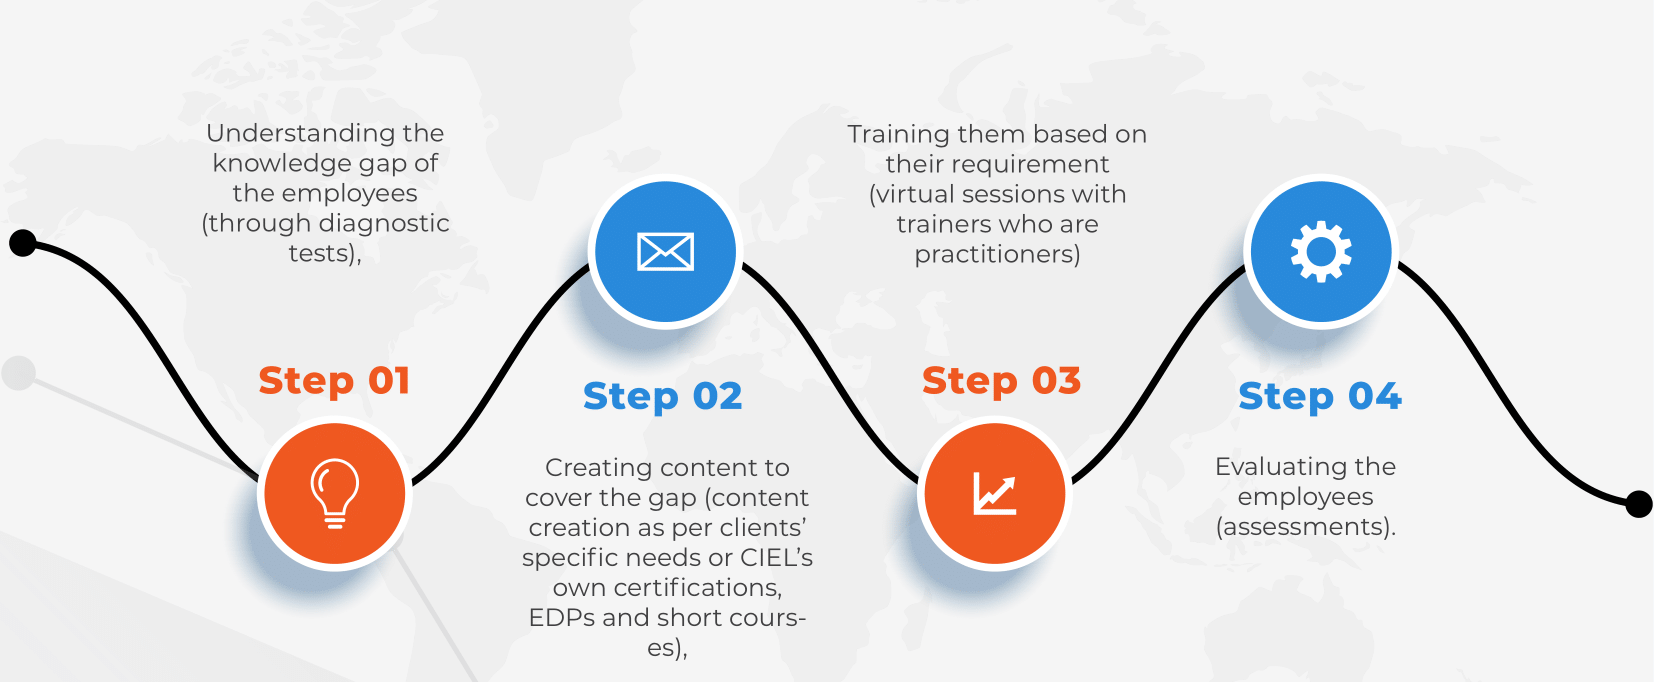 Understanding the
knowledge gap of
the employees
(through diagnostic
tests),
Step 01
Step 02
Creating content to
cover the gap (content
creation as per clients’
specific needs or CIEL’s
own certifications,
EDPs and short cours-
es),
Training them based on
their requirement
(virtual sessions with
trainers who are
practitioners)
Step 03
Step 04
Evaluating the
employees
(assessments).